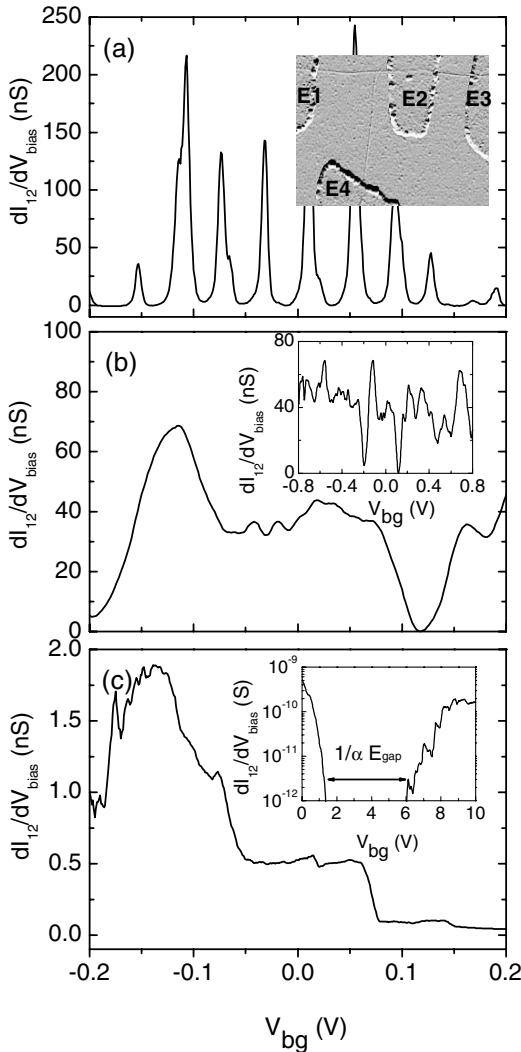 250
200
150
100
50
0
dI12/dVbias (nS)
(a)
E1
E2
E3
E4
100
80
60
40
20
0
dI12/dVbias (nS)
(b)
80
40
0
dI12/dVbias (nS)
-0.8 -0.4 0.0 0.4 0.8
Vbg (V)
2.0
1.5
1.0
0.5
0.0
dI12/dVbias (nS)
(c)
10-9
10-10
10-11
10-12
dI12/dVbias (S)
1/α Egap
0 2 4 6 8 10
Vbg (V)
-0.2 -0.1 0.0 0.1 0.2
Vbg (V)